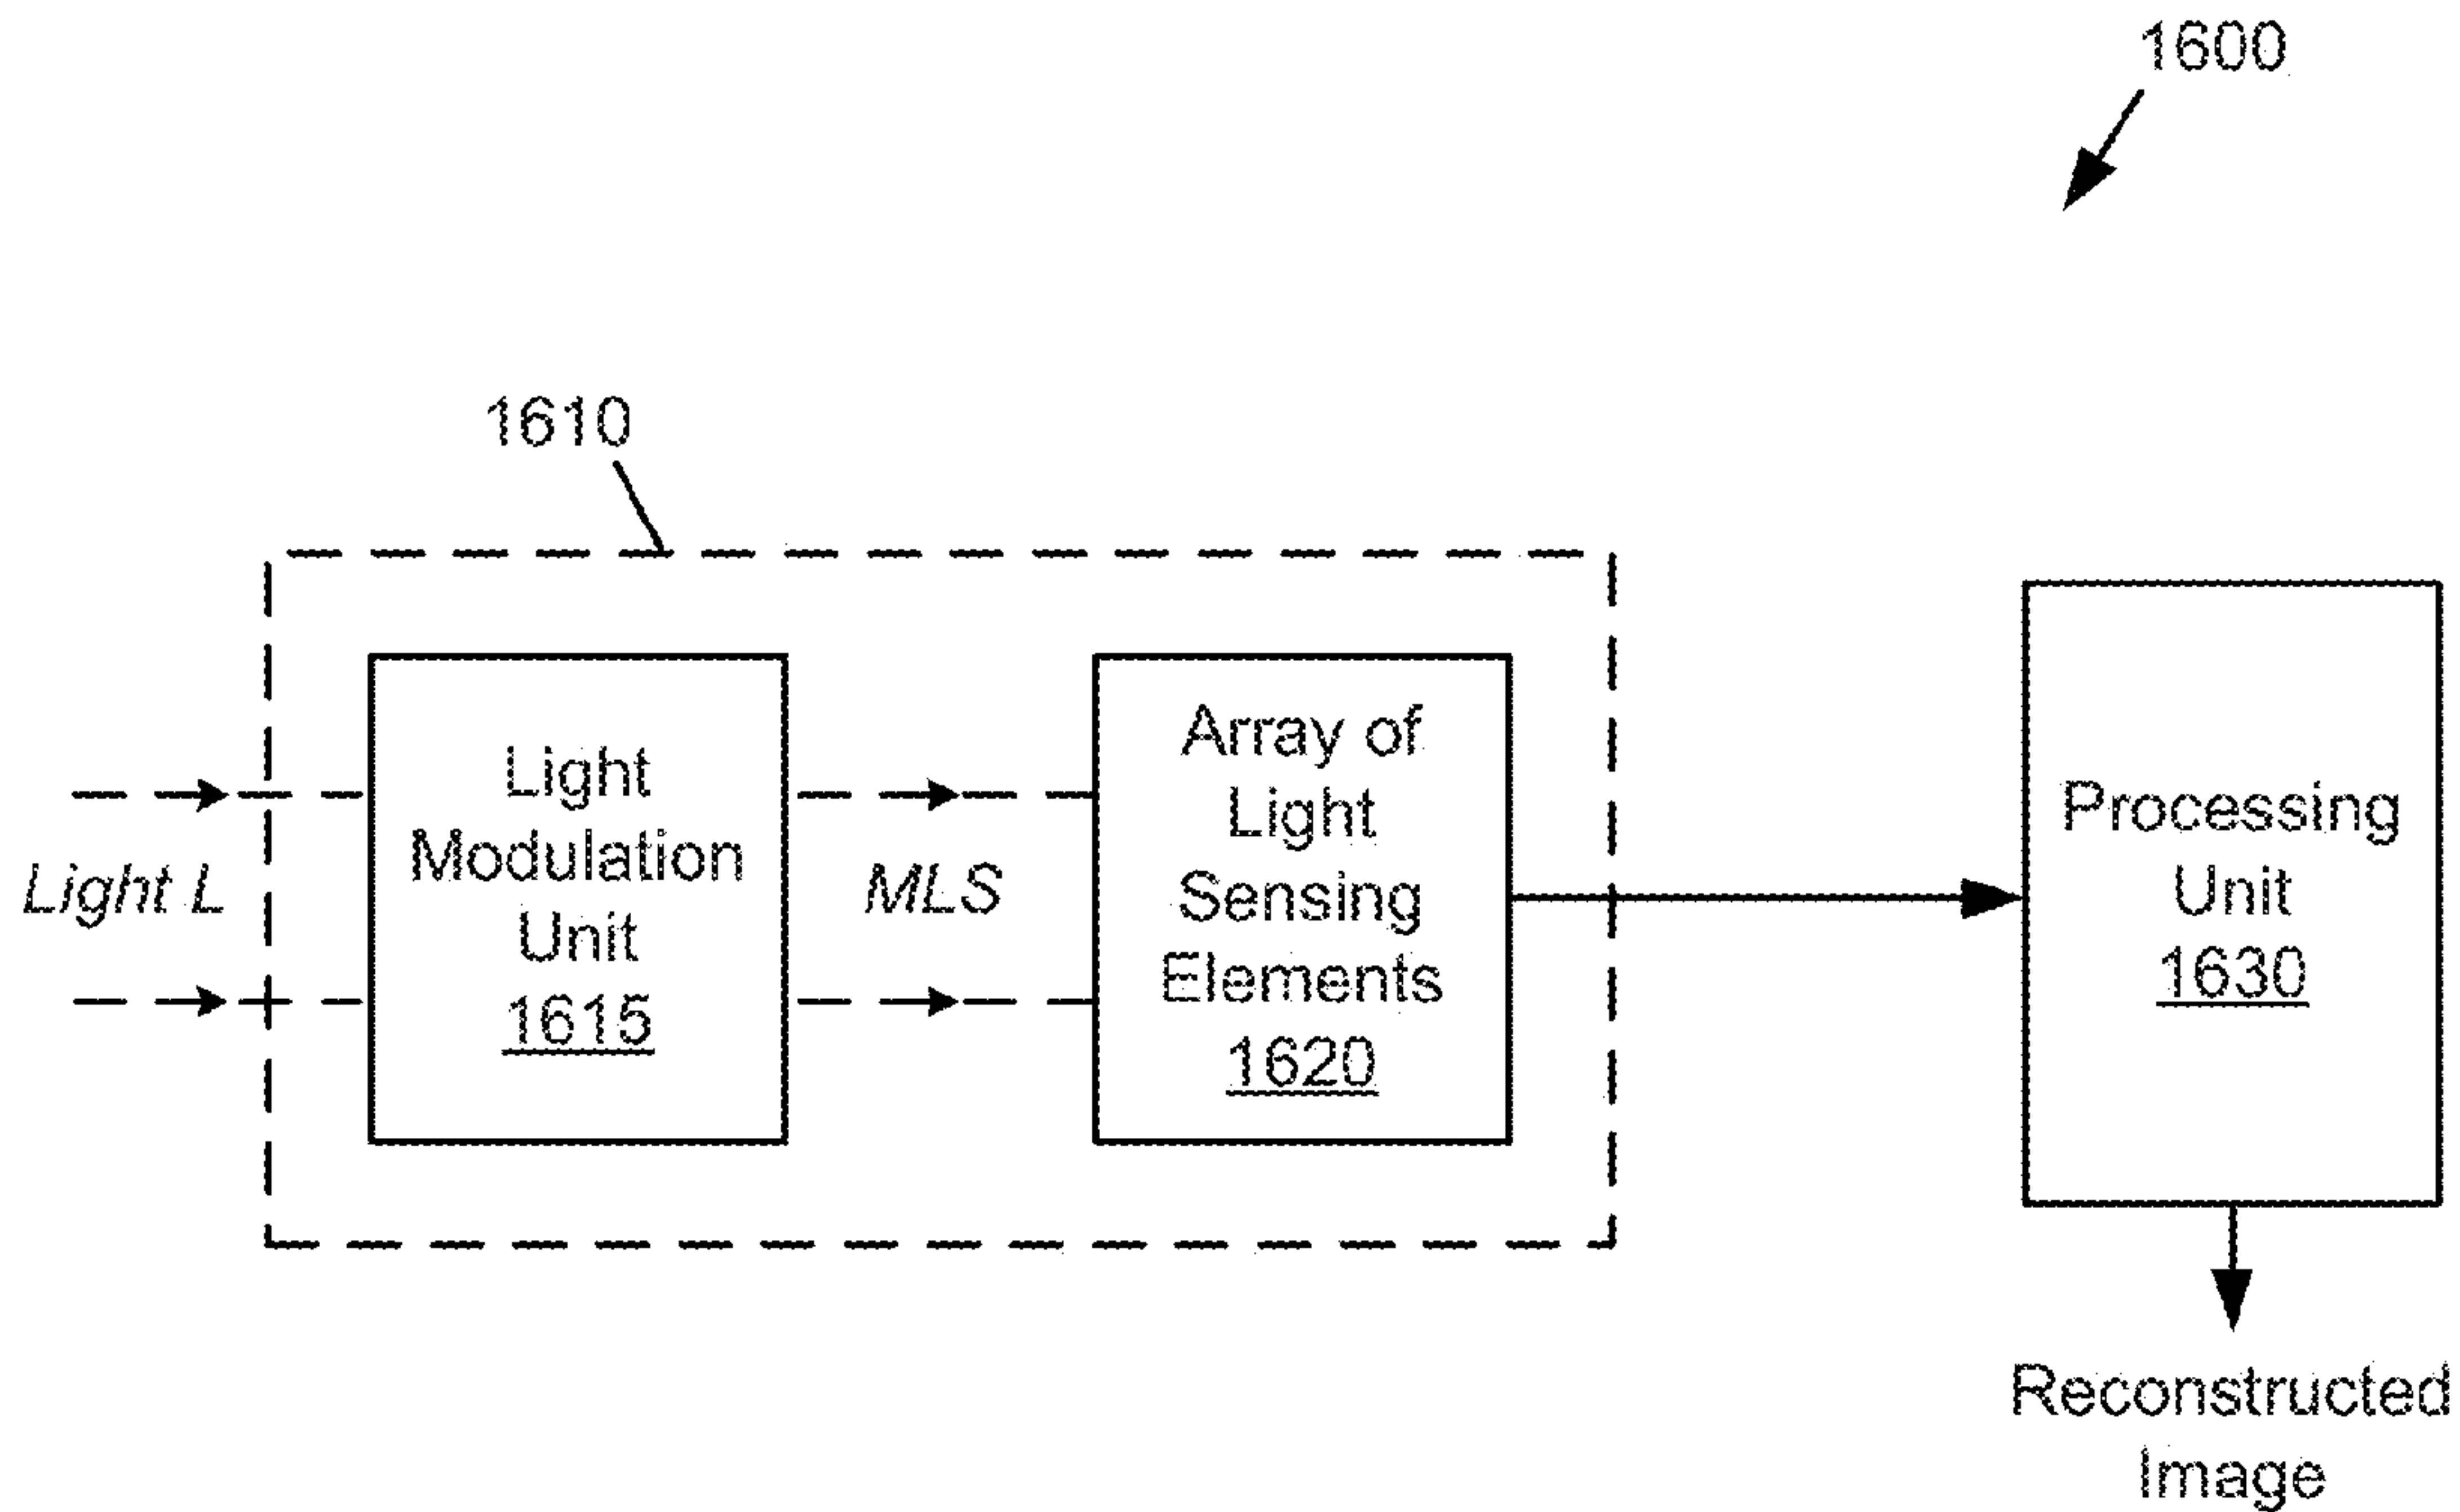 1600
1610
Light L
Light
Modulation
Unit
1615
MLS
Array of
Light
Sensing
Elements
1620
Processing
Unit
1630
Reconstructed
Image